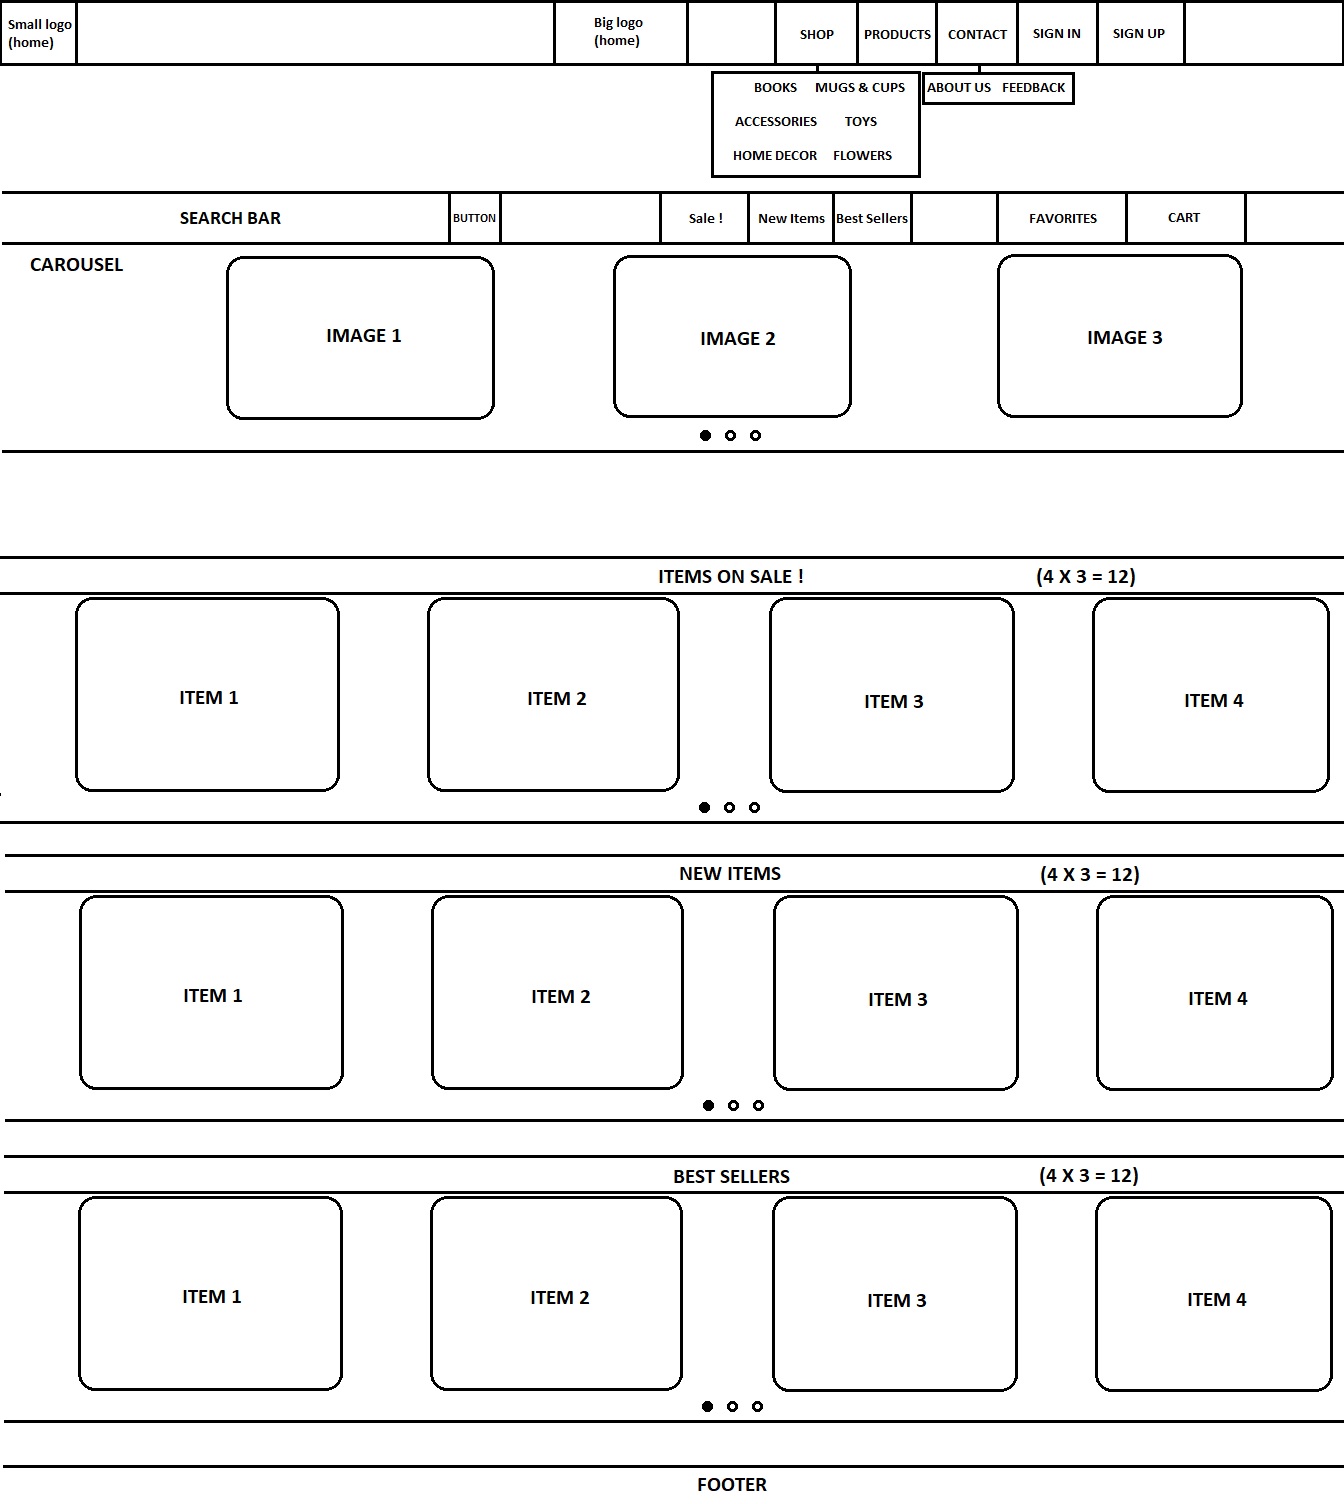 Small logo
(home)
Big logo
(home)
SHOP
PRODUCTS
CONTACT
SIGN IN
SIGN UP
BOOKS MUGS & CUPS
ACCESSORIES TOYS
HOME DECOR FLOWERS
ABOUT US FEEDBACK
SEARCH BAR
BUTTON
Sale !
New Items
Best Sellers
FAVORITES
CART
CAROUSEL
IMAGE 1
IMAGE 2
IMAGE 3
ITEMS ON SALE ! (4 X 3 = 12)
ITEM 1
ITEM 2
ITEM 3
ITEM 4
NEW ITEMS (4 X 3 = 12)
ITEM 1
ITEM 2
ITEM 3
ITEM 4
BEST SELLERS (4 X 3 = 12)
ITEM 1
ITEM 2
ITEM 3
ITEM 4
FOOTER